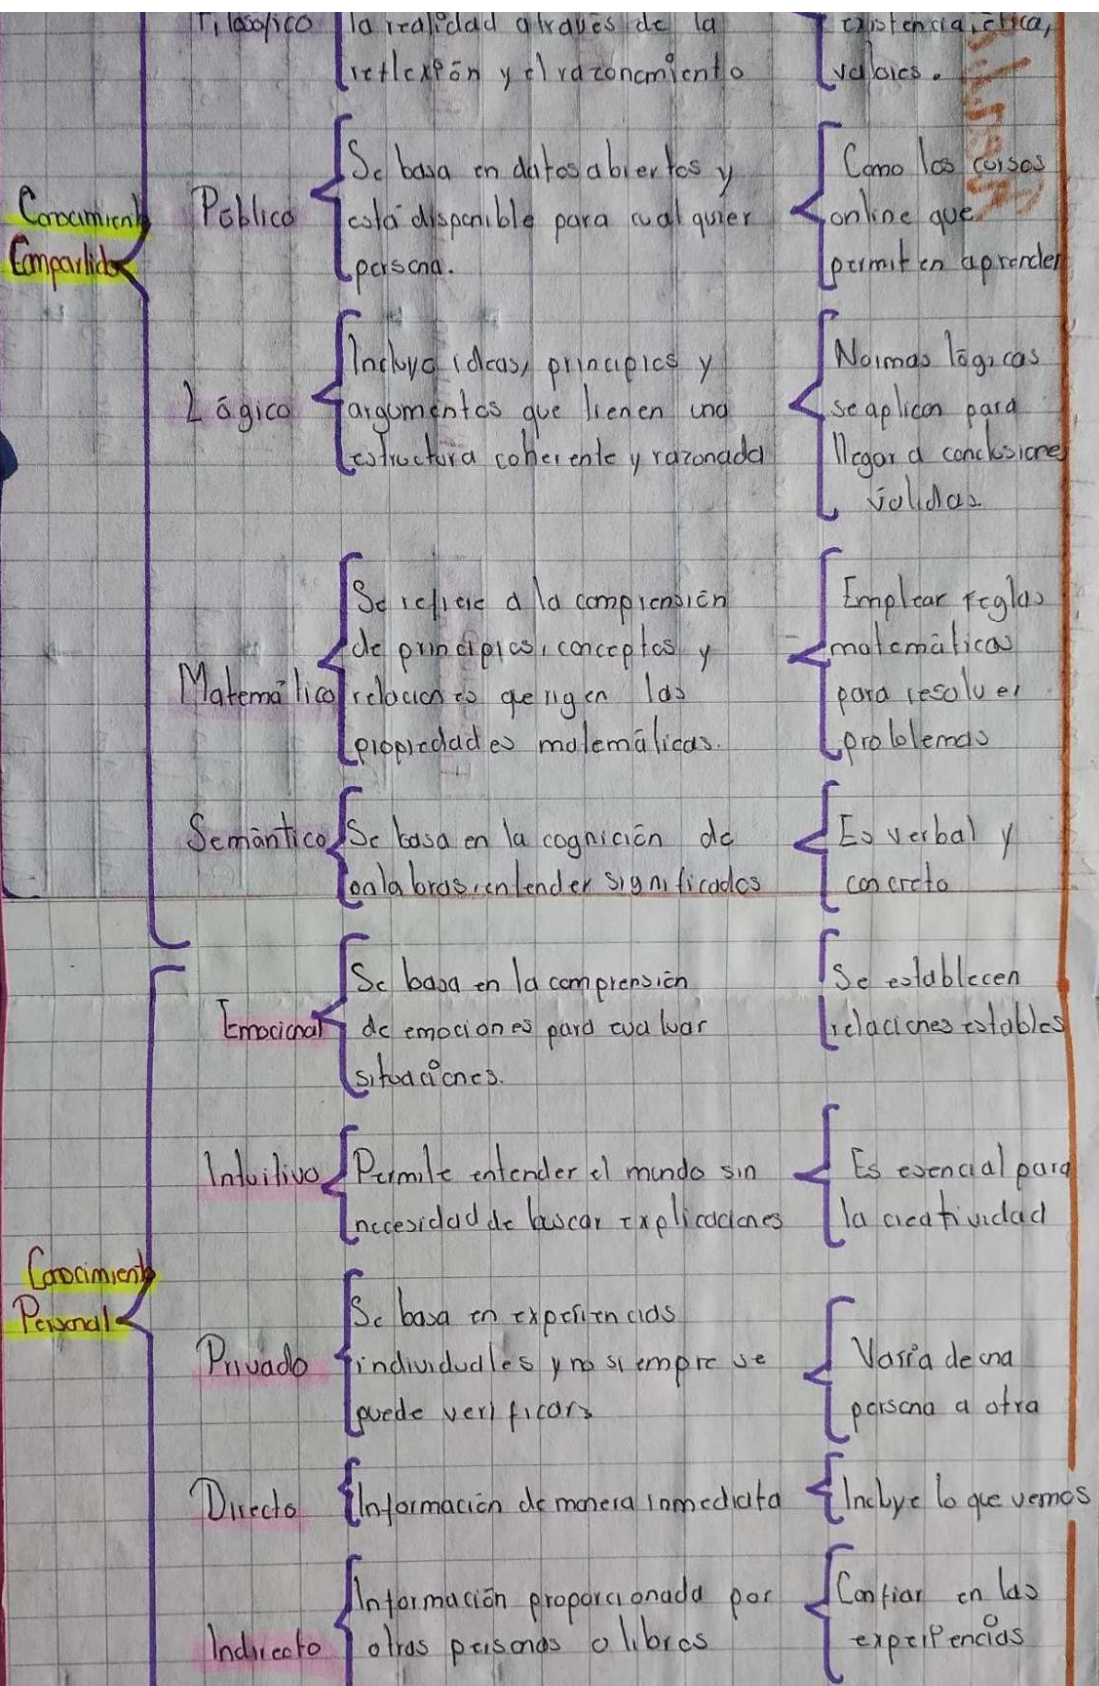 Filosófico
la realidad através de la
reflexión y el razonamiento
existencia, ética,
valores.
Conocimiento
Compartido
Público
Se basa en datos abiertos y
está disponible para cualquier
persona.
Como los cursos
online que
permiten aprender
Lógico
Incluye ideas, principios y
argumentos que tienen una
estructura coherente y razonada
Normas lógicas
se aplican para
llegar a conclusiones
válidas
Matemático
Se refiere a la comprensión
de principios, conceptos y
relaciones que rigen las
propiedades matemáticas.
Emplear reglas
matemáticas
para resolver
problemas
Semántico
Se basa en la cognición de
palabras, entender significados
Es verbal y
concreto
Conocimiento
Personal
Emocional
Se basa en la comprensión
de emociones para evaluar
situaciones.
Se establecen
relaciones estables
Intuitivo
Permite entender el mundo sin
necesidad de buscar explicaciones
Es esencial para
la creatividad
Privado
Se basa en experiencias
individuales y no siempre se
puede verificar
Varía de una
persona a otra
Directo
Información de manera inmediata
Incluye lo que vemos
Indirecto
Información proporcionada por
otras personas o libros
Confiar en las
experiencias